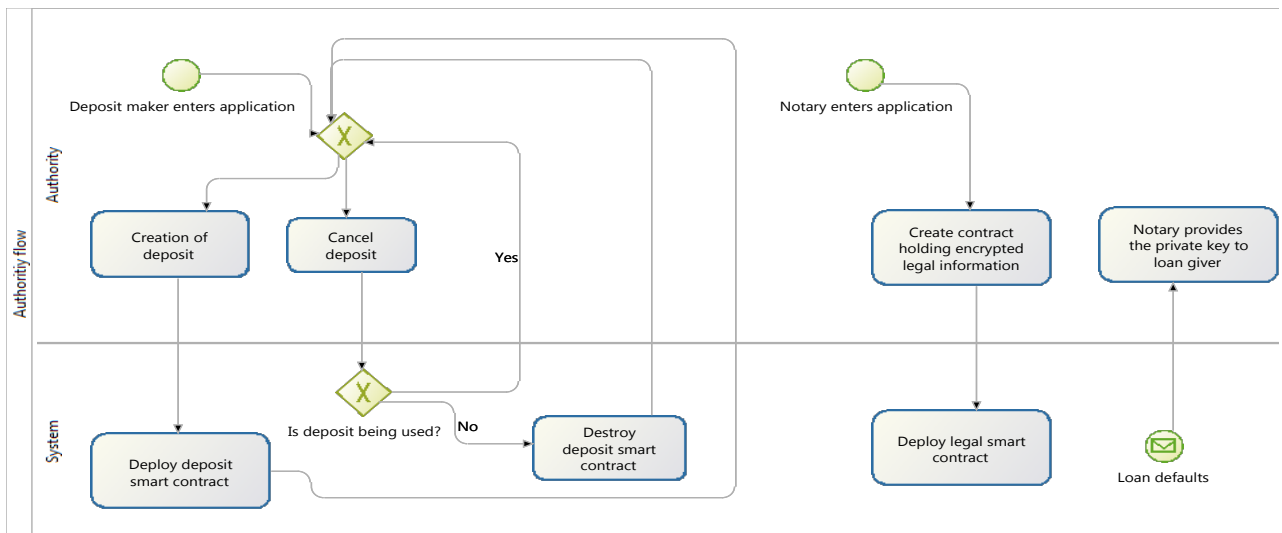 Authoritiy flow
Authority
System
Deposit maker enters application
Notary enters application
X
Creation of
deposit
Cancel
deposit
Yes
Create contract
holding encrypted
legal information
Notary provides
the private key to
loan giver
X
Is deposit being used?
No
Deploy deposit
smart contract
Destroy
deposit smart
contract
Deploy legal smart
contract
Loan defaults